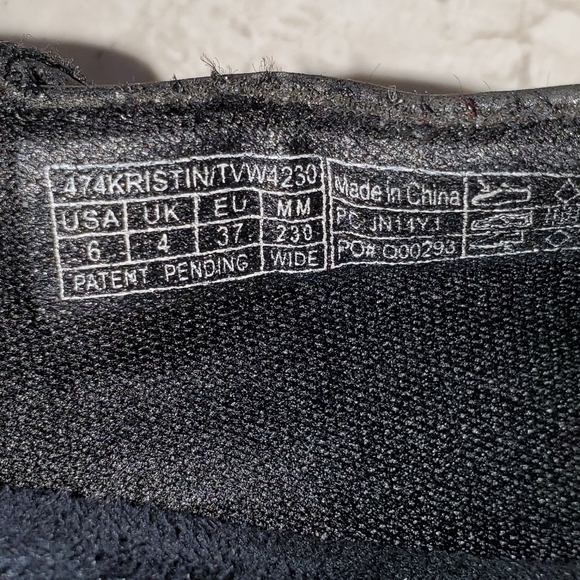 474KRISTIN/TVW4230
USA UK EU MM
6 4 37 230
PATENT PENDING WIDE
Made in China
PC JN14Y1
PO# Q00293